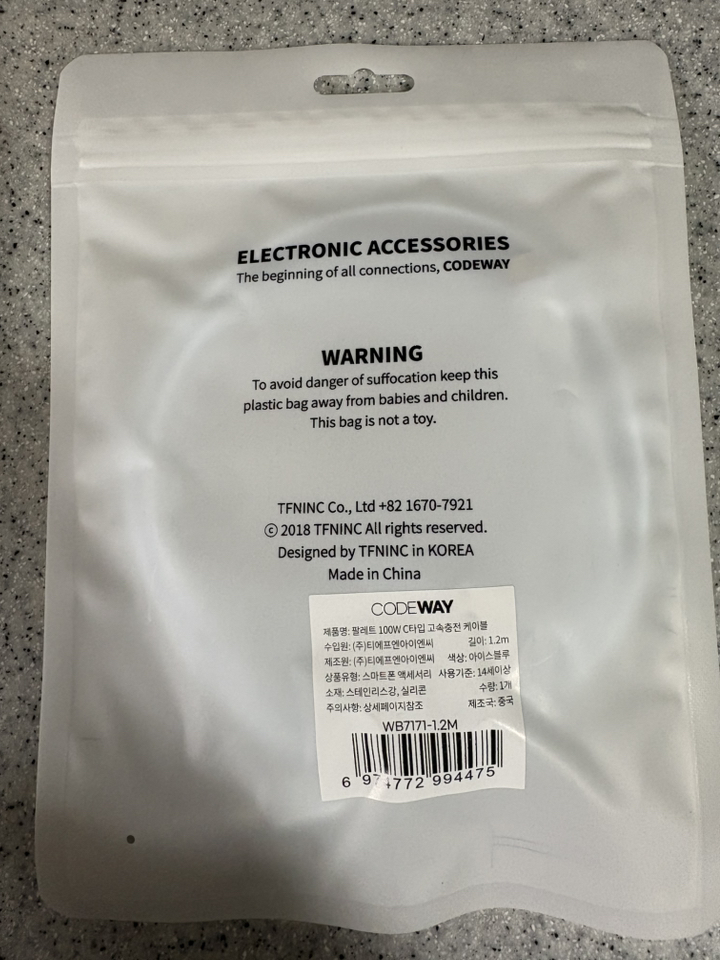 ELECTRONIC ACCESSORIES
The beginning of all connections, CODEWAY
WARNING
To avoid danger of suffocation keep this
plastic bag away from babies and children.
This bag is not a toy.
TFNINC Co., Ltd +82 1670-7921
ⓒ 2018 TFNINC All rights reserved.
Designed by TFNINC in KOREA
Made in China
CODEWAY
제품명: 팔레트 100W C타입 고속충전 케이블
수입원: (주)티에프엔아이엔씨 길이: 1.2m
제조원: (주)티에프엔아이엔씨 색상: 아이스블루
상품유형: 스마트폰 액세서리 사용기준: 14세이상
소재: 스테인리스강, 실리콘 수량: 1개
주의사항: 상세페이지참조 제조국: 중국
WB7171-1.2M
6 974772 994475